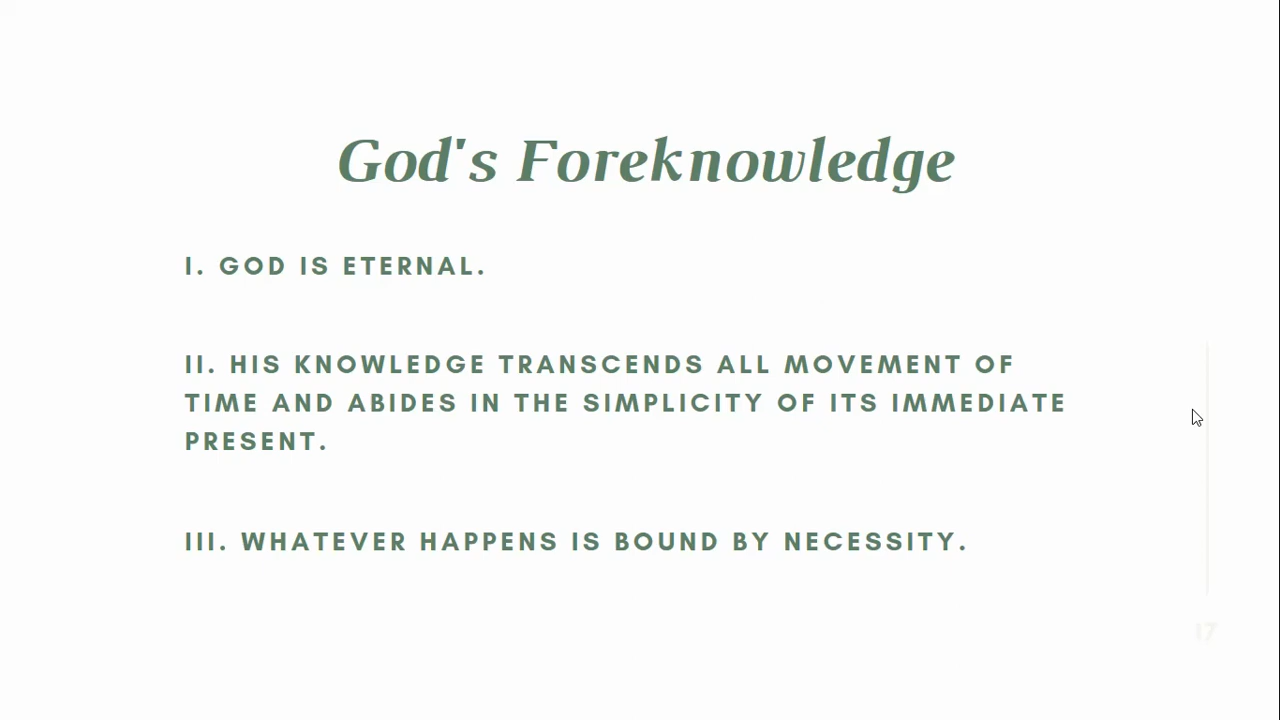 God's Foreknowledge
I. GOD IS ETERNAL.
II. HIS KNOWLEDGE TRANSCENDS ALL MOVEMENT OF
TIME AND ABIDES IN THE SIMPLICITY OF ITS IMMEDIATE
PRESENT.
III. WHATEVER HAPPENS IS BOUND BY NECESSITY.
17